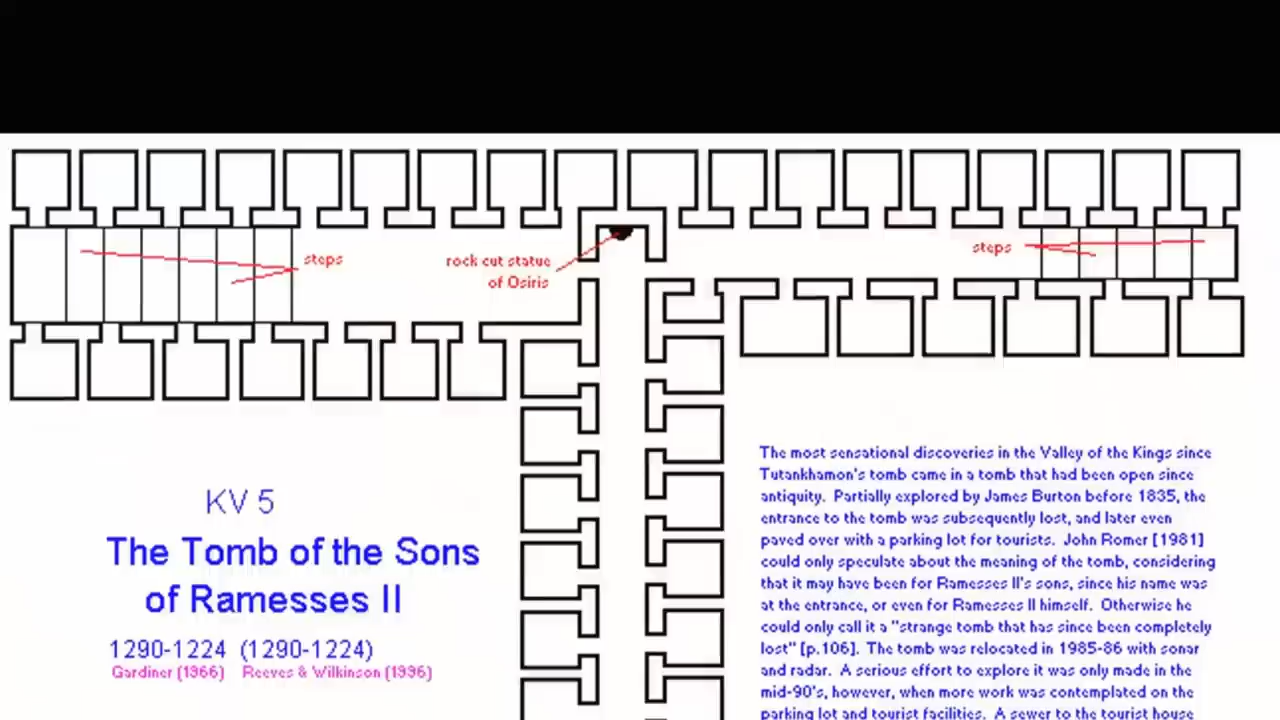 steps
rock cut statue
of Osiris
steps
KV 5
The Tomb of the Sons
of Ramesses II
1290-1224 (1290-1224)
Gardiner (1966) Reeves & Wilkinson (1996)
The most sensational discoveries in the Valley of the Kings since
Tutankhamon's tomb came in a tomb that had been open since
antiquity. Partially explored by James Burton before 1835, the
entrance to the tomb was subsequently lost, and later even
paved over with a parking lot for tourists. John Romer [1981]
could only speculate about the meaning of the tomb, considering
that it may have been for Ramesses II's sons, since his name was
at the entrance, or even for Ramesses II himself. Otherwise he
could only call it a "strange tomb that has since been completely
lost" [p.106]. The tomb was relocated in 1985-86 with sonar
and radar. A serious effort to explore it was only made in the
mid-90's, however, when more work was contemplated on the
parking lot and tourist facilities. A sewer to the tourist house